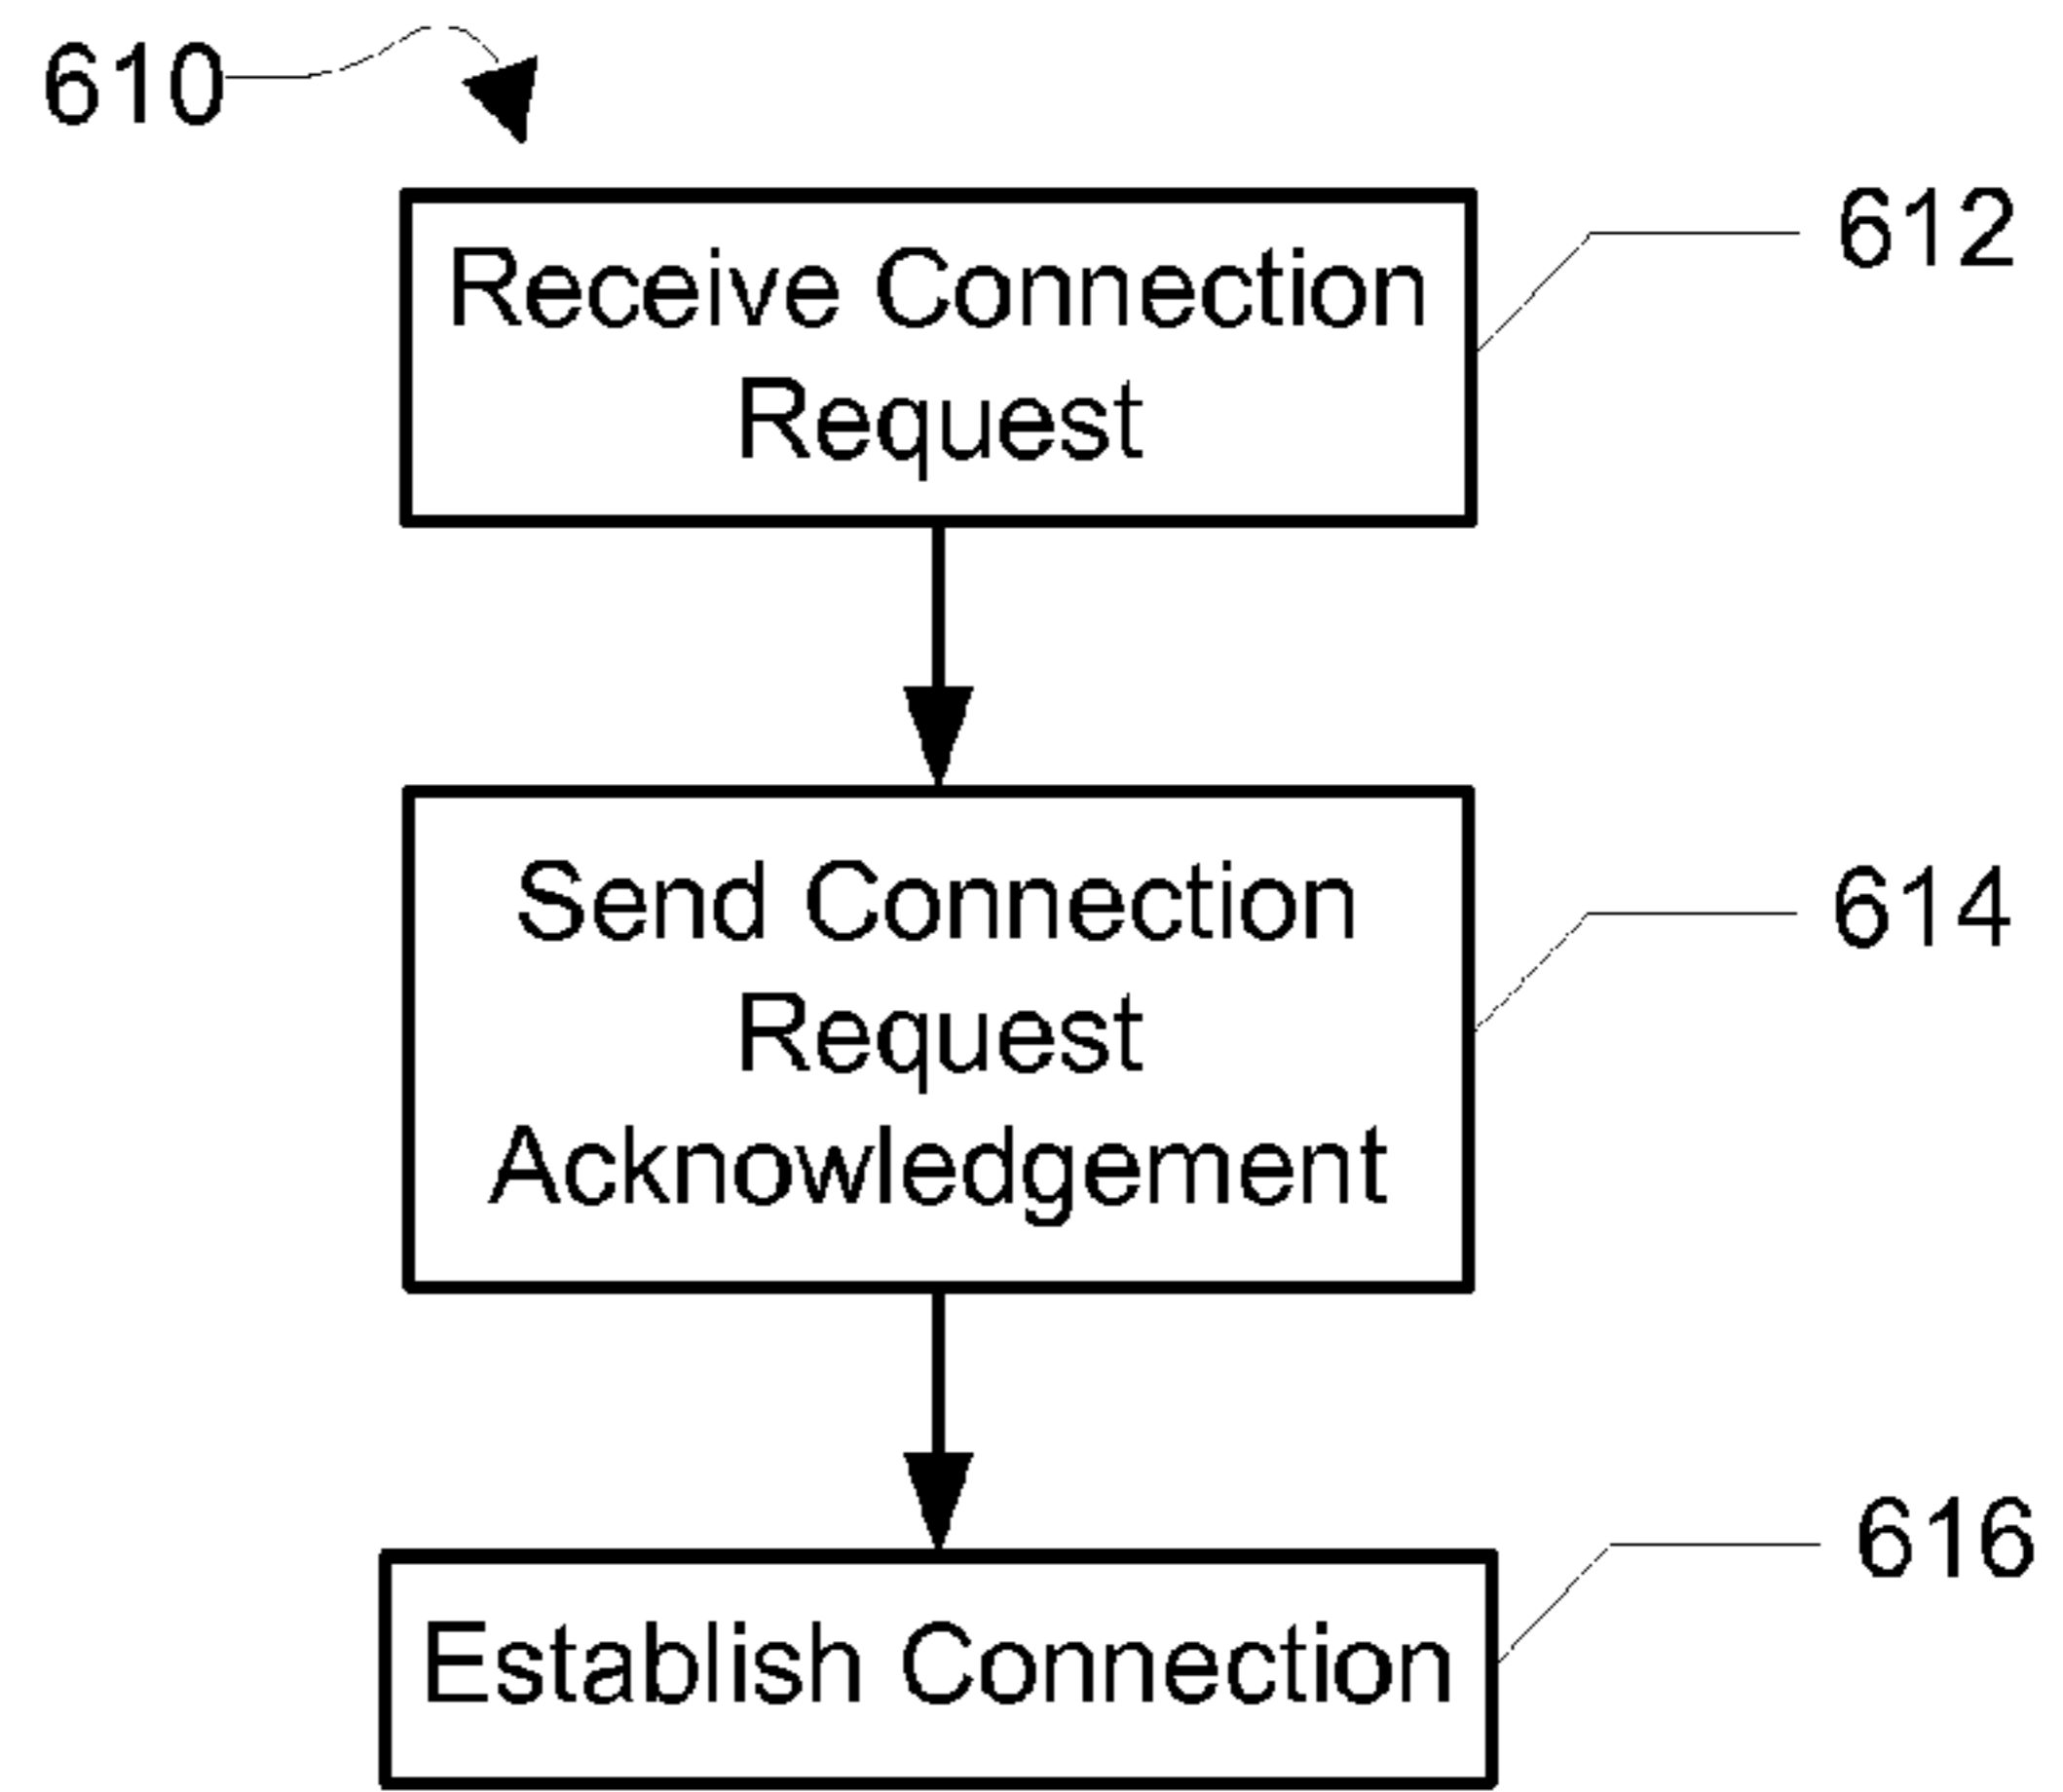 610
612
Receive Connection
Request
614
Send Connection
Request
Acknowledgement
616
Establish Connection